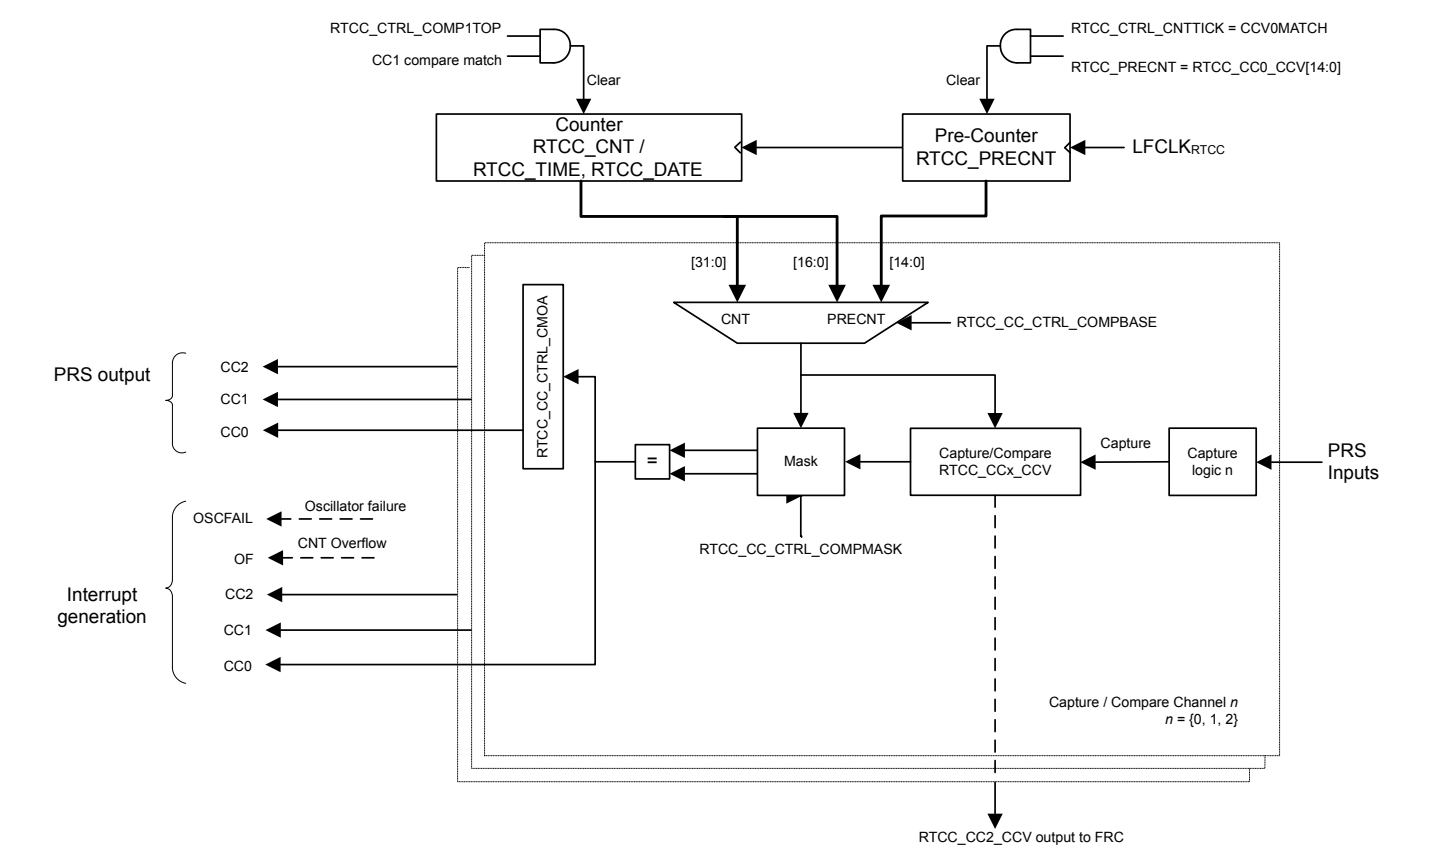 RTCC_CTRL_COMP1TOP
CC1 compare match
Clear
RTCC_CTRL_CNTTICK = CCV0MATCH
RTCC_PRECNT = RTCC_CC0_CCV[14:0]
Clear
Counter
RTCC_CNT /
RTCC_TIME, RTCC_DATE
Pre-Counter
RTCC_PRECNT
LFCLKRTCC
[31:0]
[16:0]
[14:0]
CNT
PRECNT
RTCC_CC_CTRL_COMPBASE
RTCC_CC_CTRL_CMOA
PRS output
CC2
CC1
CC0
=
Mask
Capture/Compare
RTCC_CCx_CCV
Capture
Capture
logic n
PRS
Inputs
RTCC_CC_CTRL_COMPMASK
Interrupt
generation
OSCFAIL
Oscillator failure
OF
CNT Overflow
CC2
CC1
CC0
Capture / Compare Channel n
n = {0, 1, 2}
RTCC_CC2_CCV output to FRC